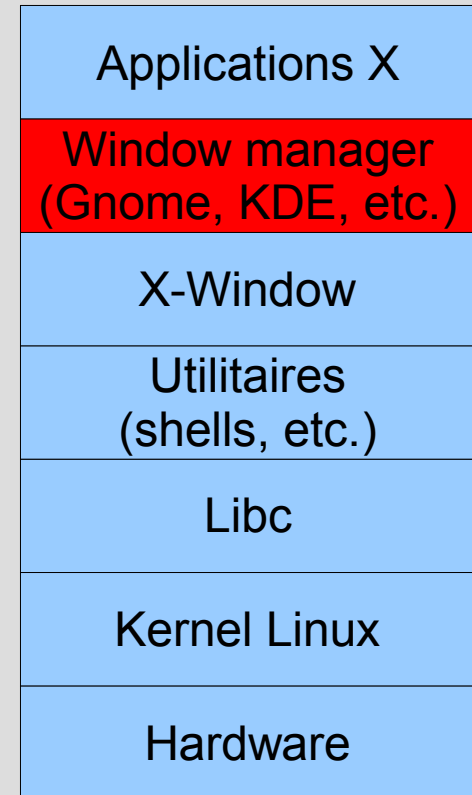 Applications X
Window manager
(Gnome, KDE, etc.)
X-Window
Utilitaires
(shells, etc.)
Libc
Kernel Linux
Hardware